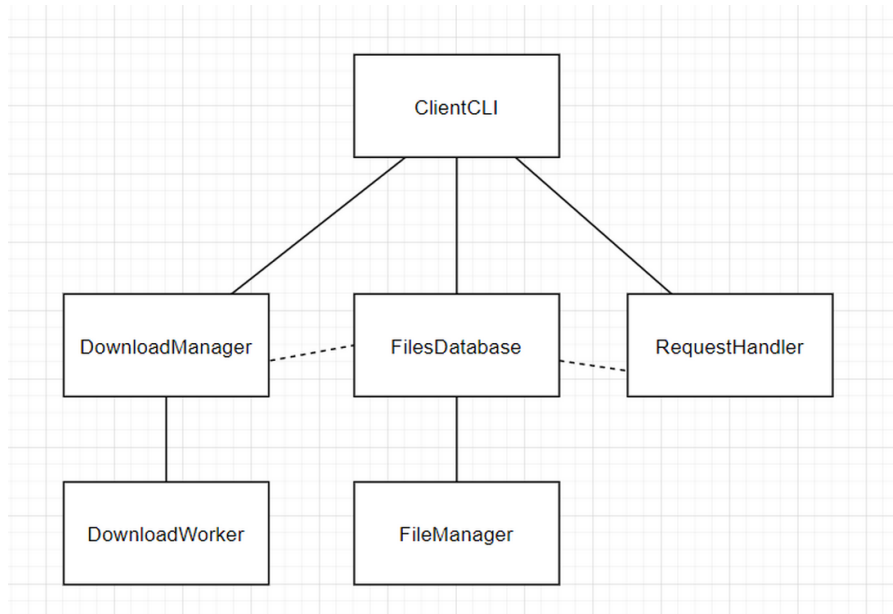 ClientCLI
DownloadManager
FilesDatabase
RequestHandler
DownloadWorker
FileManager